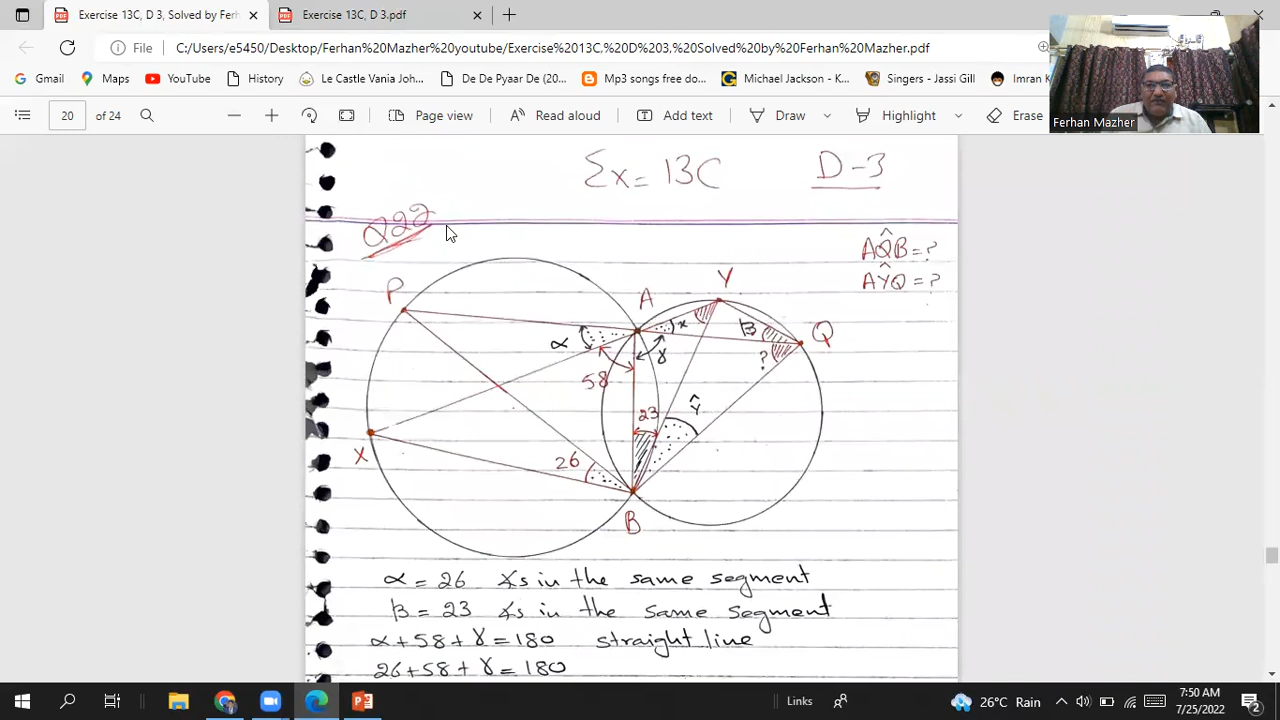 Exercise 13C, D 3, Solved by Ferh
Exercise 13C, D 3.pdf
File
C:/Users/e5450/Desktop/Ferhan%20Maz
Exercise%2013C,%20D%203,%20Solved%20by%20Ferhan%20Mazher.pdf
Gmail
Maps
YouTube
History
Le Castle Vania Joh...
De De Pyaar De (20...
Mp3 songs free do...
Michael Jackson - K...
Singers - Jassi Gill
Imran K
20
of 24
Page view
Read aloud
Add text
Draw
Highlight
Erase
Ferhan Mazher
Ex= 13C D-3
Q22
AQ̂B = ?
AŶQ = ?
P
A
Y
Q
α
x
β
γ
?
58
23
ŷ
X
26
B
α = 26 ∡s in the same segment
β = 23 ∡s in the same segment
α + 58 + γ = 180 straight line
26 + 58 + γ = 180
Links
26°C Rain
7:50 AM
7/25/2022
2